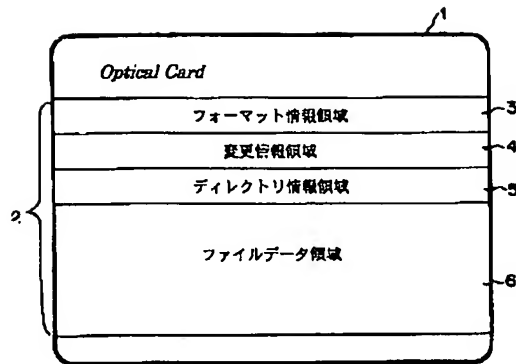 1
Optical Card
フォーマット情報領域 3
変更情報領域 4
ディレクトリ情報領域 5
2
ファイルデータ領域
6